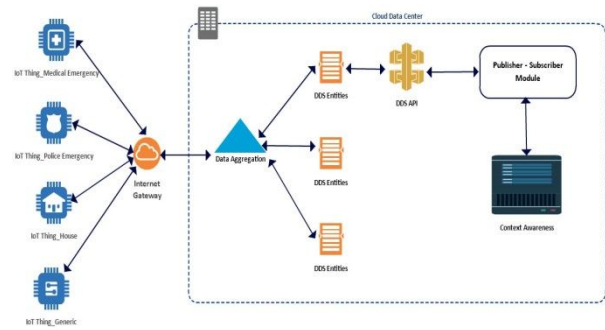 Cloud Data Center
IoT Thing_Medical Emergency
IoT Thing_Police Emergency
IoT Thing_House
IoT Thing_Generic
Internet
Gateway
Data Aggregation
DDS Entities
DDS Entities
DDS Entities
DDS API
Publisher - Subscriber
Module
Context Awareness